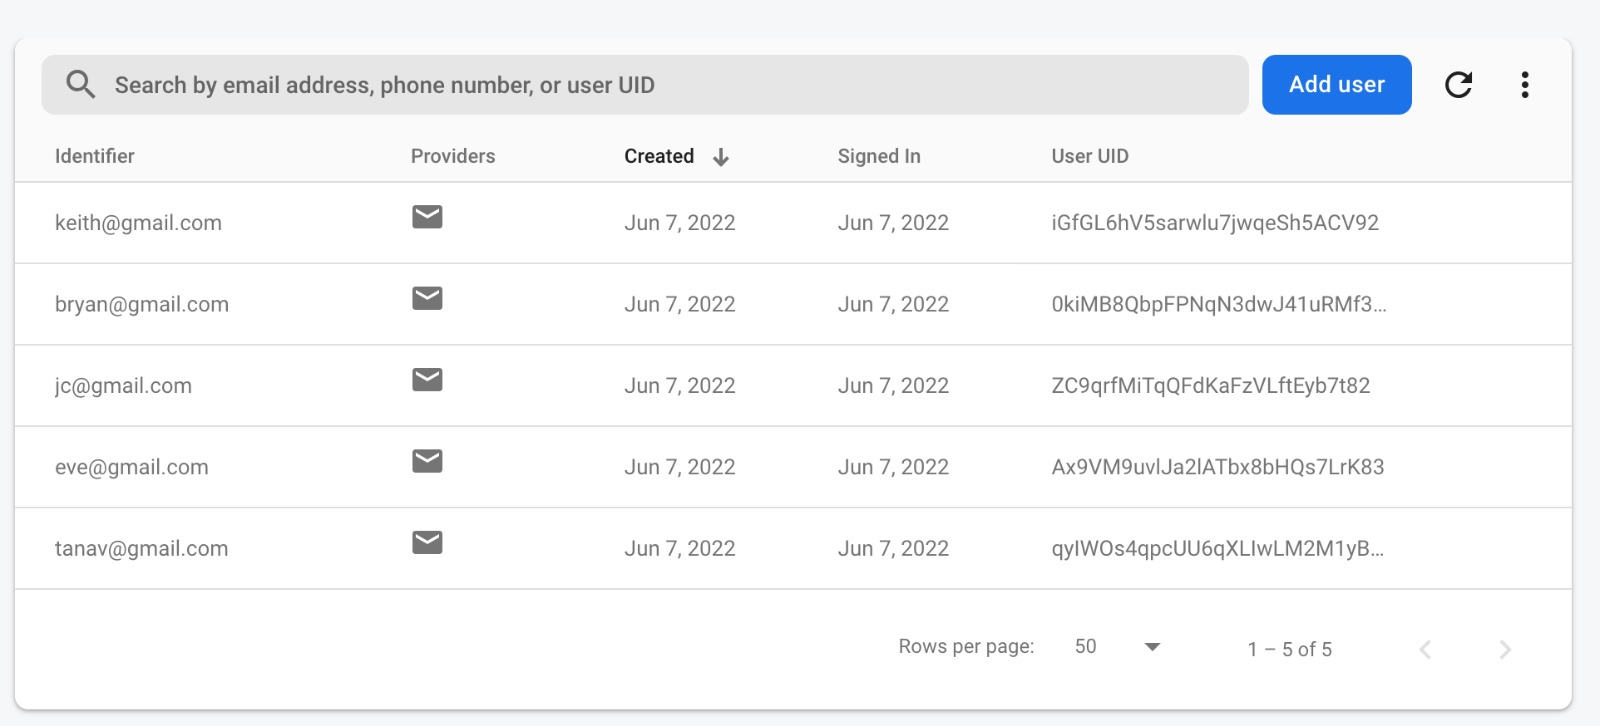 Search by email address, phone number, or user UID Add user
Identifier Providers Created Signed In User UID
keith@gmail.com Jun 7, 2022 Jun 7, 2022 iGfGL6hV5sarwlu7jwqeSh5ACV92
bryan@gmail.com Jun 7, 2022 Jun 7, 2022 0kiMB8QbpFPNqN3dwJ41uRMf3...
jc@gmail.com Jun 7, 2022 Jun 7, 2022 ZC9qrfMiTqQFdKaFzVLftEyb7t82
eve@gmail.com Jun 7, 2022 Jun 7, 2022 Ax9VM9uvlJa2lATbx8bHQs7LrK83
tanav@gmail.com Jun 7, 2022 Jun 7, 2022 qyIWOs4qpcUU6qXLIwLM2M1yB...
Rows per page: 50 1 – 5 of 5